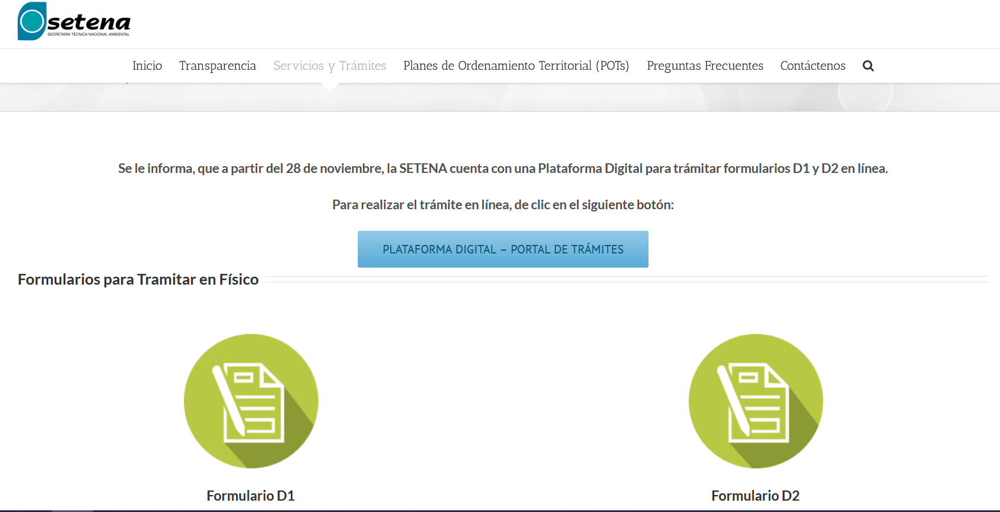 setena
SECRETARÍA TÉCNICA NACIONAL AMBIENTAL
Inicio Transparencia Servicios y Trámites Planes de Ordenamiento Territorial (POTs) Preguntas Frecuentes Contáctenos
Se le informa, que a partir del 28 de noviembre, la SETENA cuenta con una Plataforma Digital para trámitar formularios D1 y D2 en línea.
Para realizar el trámite en línea, de clic en el siguiente botón:
PLATAFORMA DIGITAL – PORTAL DE TRÁMITES
Formularios para Tramitar en Físico
Formulario D1
Formulario D2